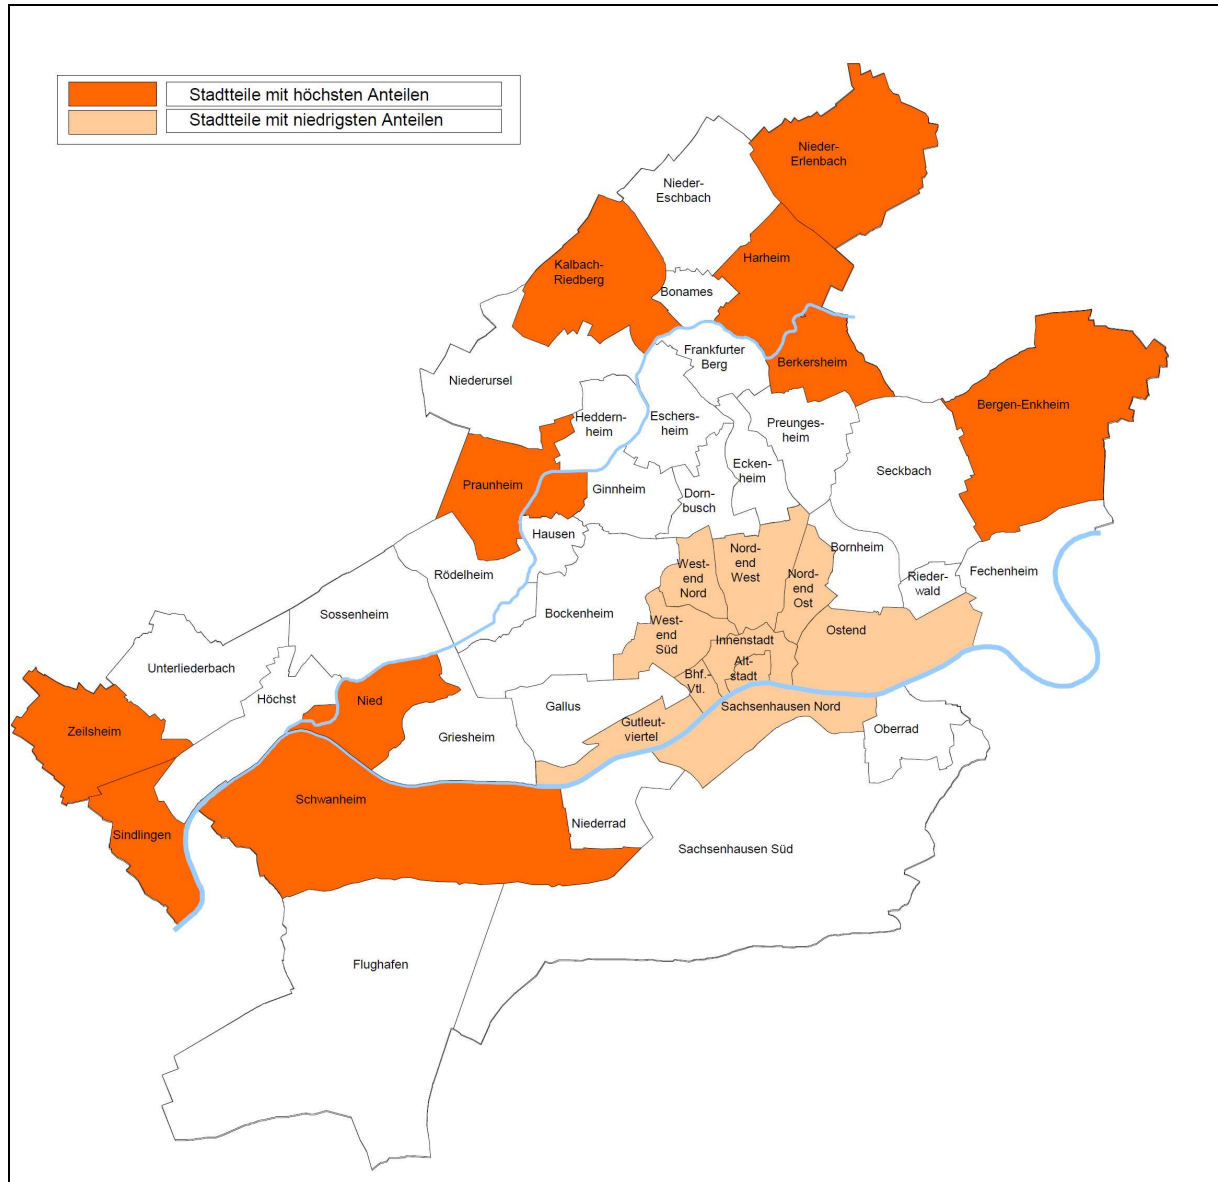 Stadtteile mit höchsten Anteilen
Stadtteile mit niedrigsten Anteilen
Nieder-
Erlenbach
Nieder-
Eschbach
Harheim
Kalbach-
Riedberg
Bonames
Frankfurter
Berg
Berkersheim
Niederursel
Bergen-Enkheim
Heddern-
heim
Eschers-
heim
Preunges-
heim
Ecken-
heim
Seckbach
Praunheim
Ginnheim
Dorn-
busch
Hausen
Bornheim
Nord-
end
West
West-
end
Nord
Nord-
end
Ost
Rieder-
wald
Fechenheim
Rödelheim
Bockenheim
Sossenheim
West-
end
Süd
Innenstadt
Ostend
Unterliederbach
Höchst
Nied
Alt-
stadt
Bhf.-
Vtl.
Gallus
Sachsenhausen Nord
Zeilsheim
Griesheim
Gutleut-
viertel
Oberrad
Schwanheim
Sindlingen
Niederrad
Sachsenhausen Süd
Flughafen